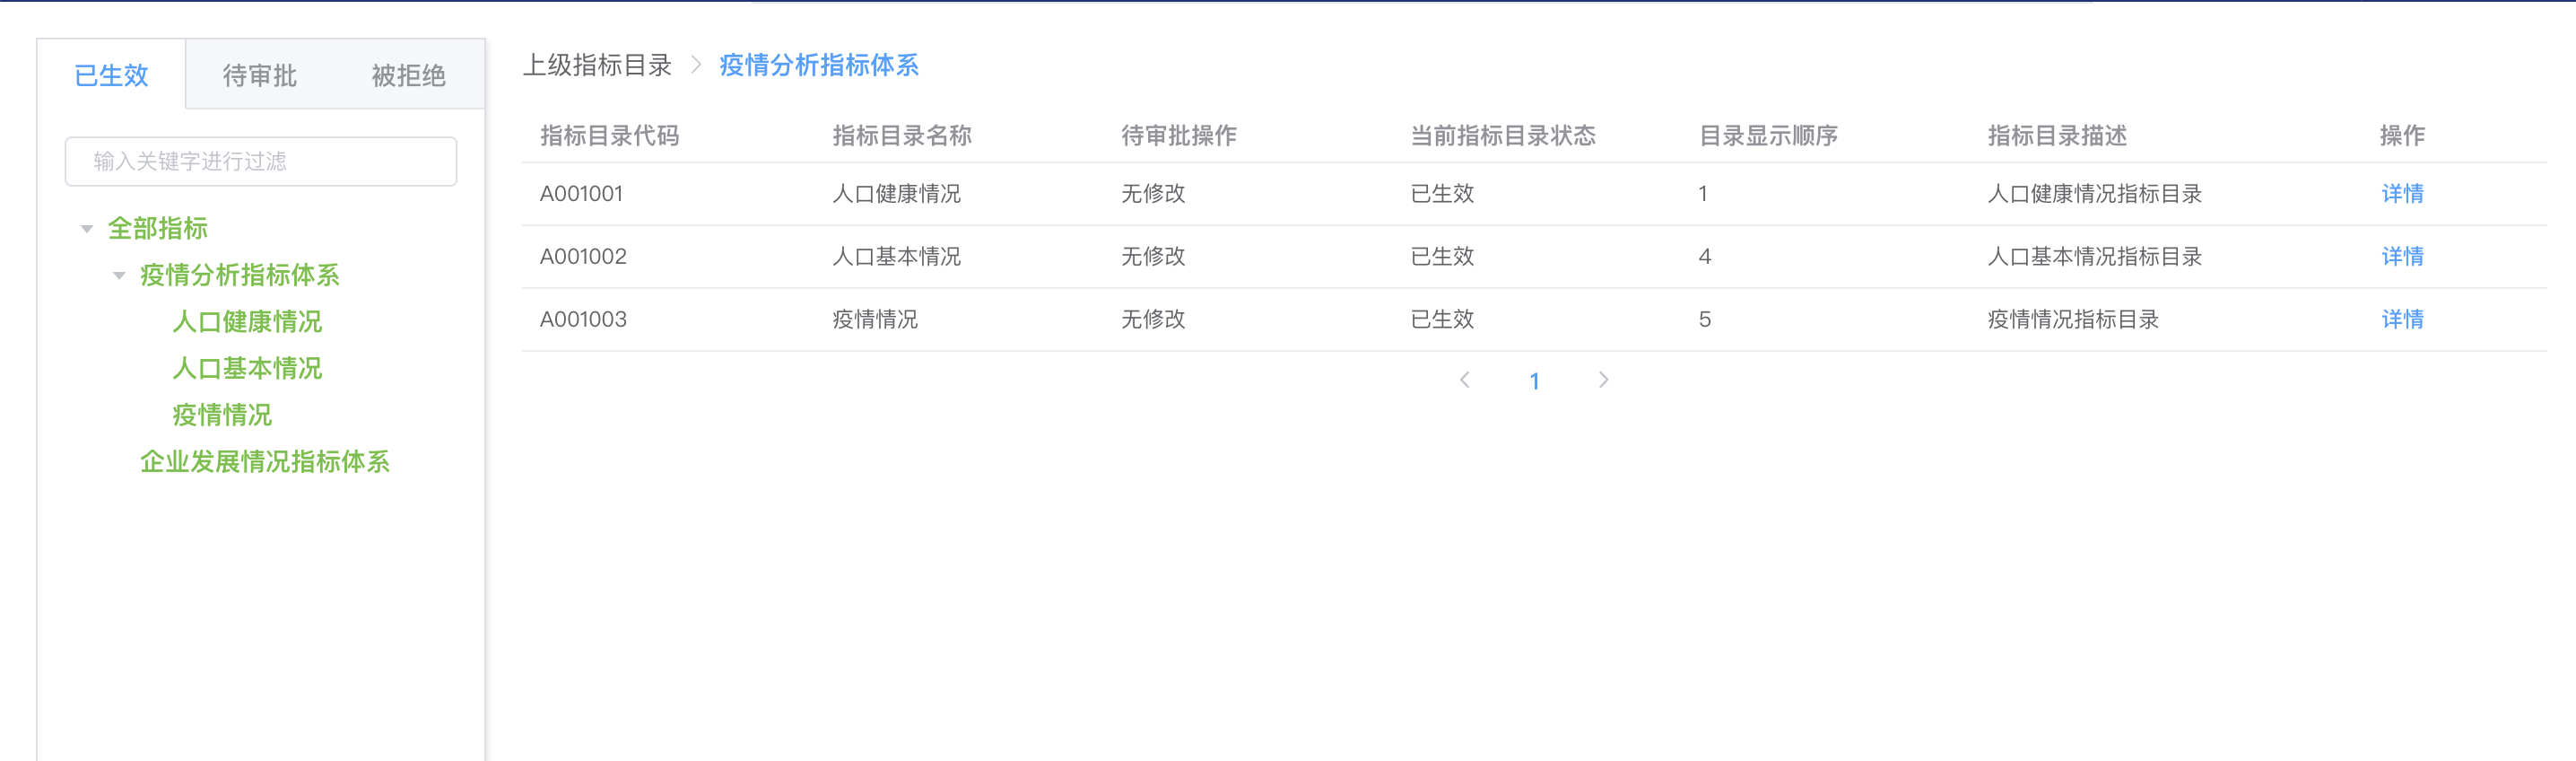 已生效 待审批 被拒绝
输入关键字进行过滤
全部指标
疫情分析指标体系
人口健康情况
人口基本情况
疫情情况
企业发展情况指标体系
上级指标目录 > 疫情分析指标体系
指标目录代码 指标目录名称 待审批操作 当前指标目录状态 目录显示顺序 指标目录描述 操作
A001001 人口健康情况 无修改 已生效 1 人口健康情况指标目录 详情
A001002 人口基本情况 无修改 已生效 4 人口基本情况指标目录 详情
A001003 疫情情况 无修改 已生效 5 疫情情况指标目录 详情
< 1 >